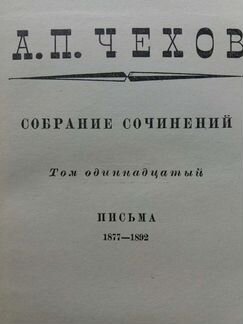 А.П.ЧЕХОВ
СОБРАНИЕ СОЧИНЕНИЙ
Том одиннадцатый
ПИСЬМА
1877—1892